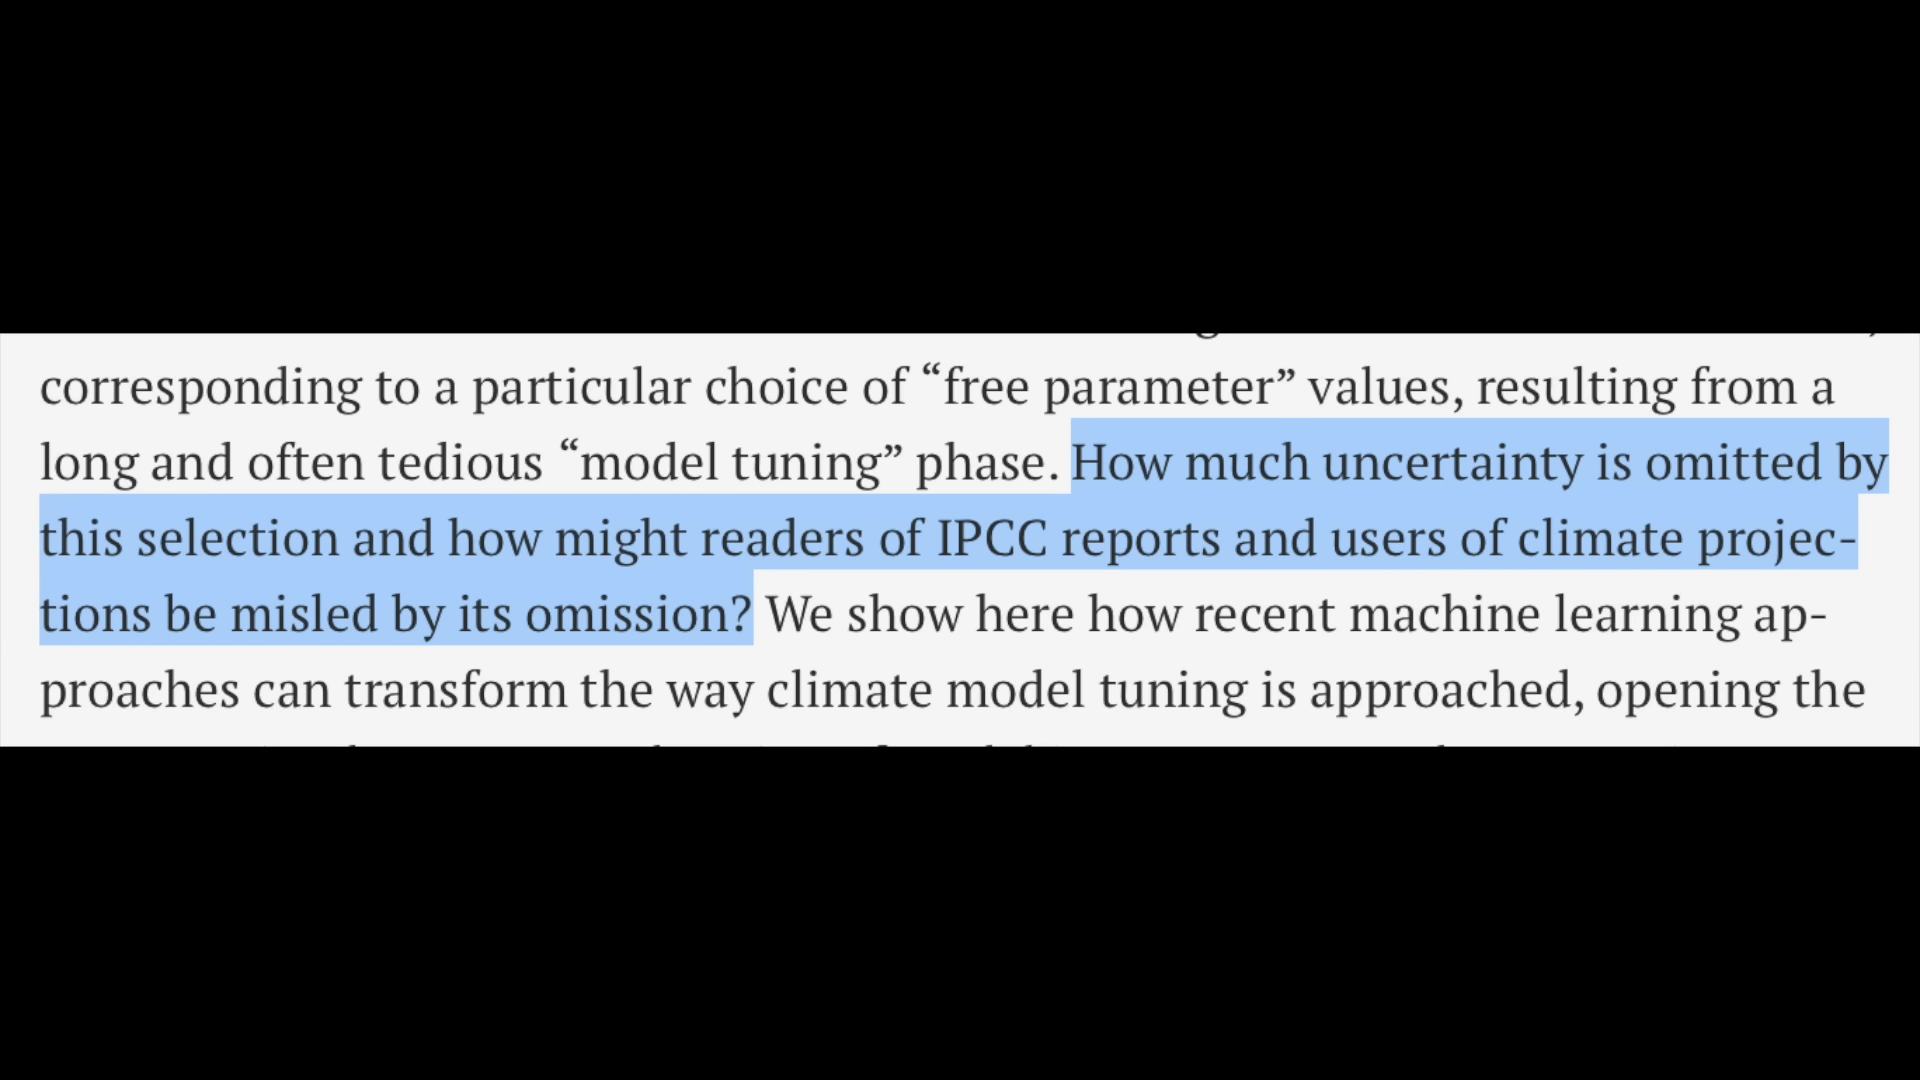 corresponding to a particular choice of “free parameter” values, resulting from a
long and often tedious “model tuning” phase. How much uncertainty is omitted by
this selection and how might readers of IPCC reports and users of climate projec-
tions be misled by its omission? We show here how recent machine learning ap-
proaches can transform the way climate model tuning is approached, opening the